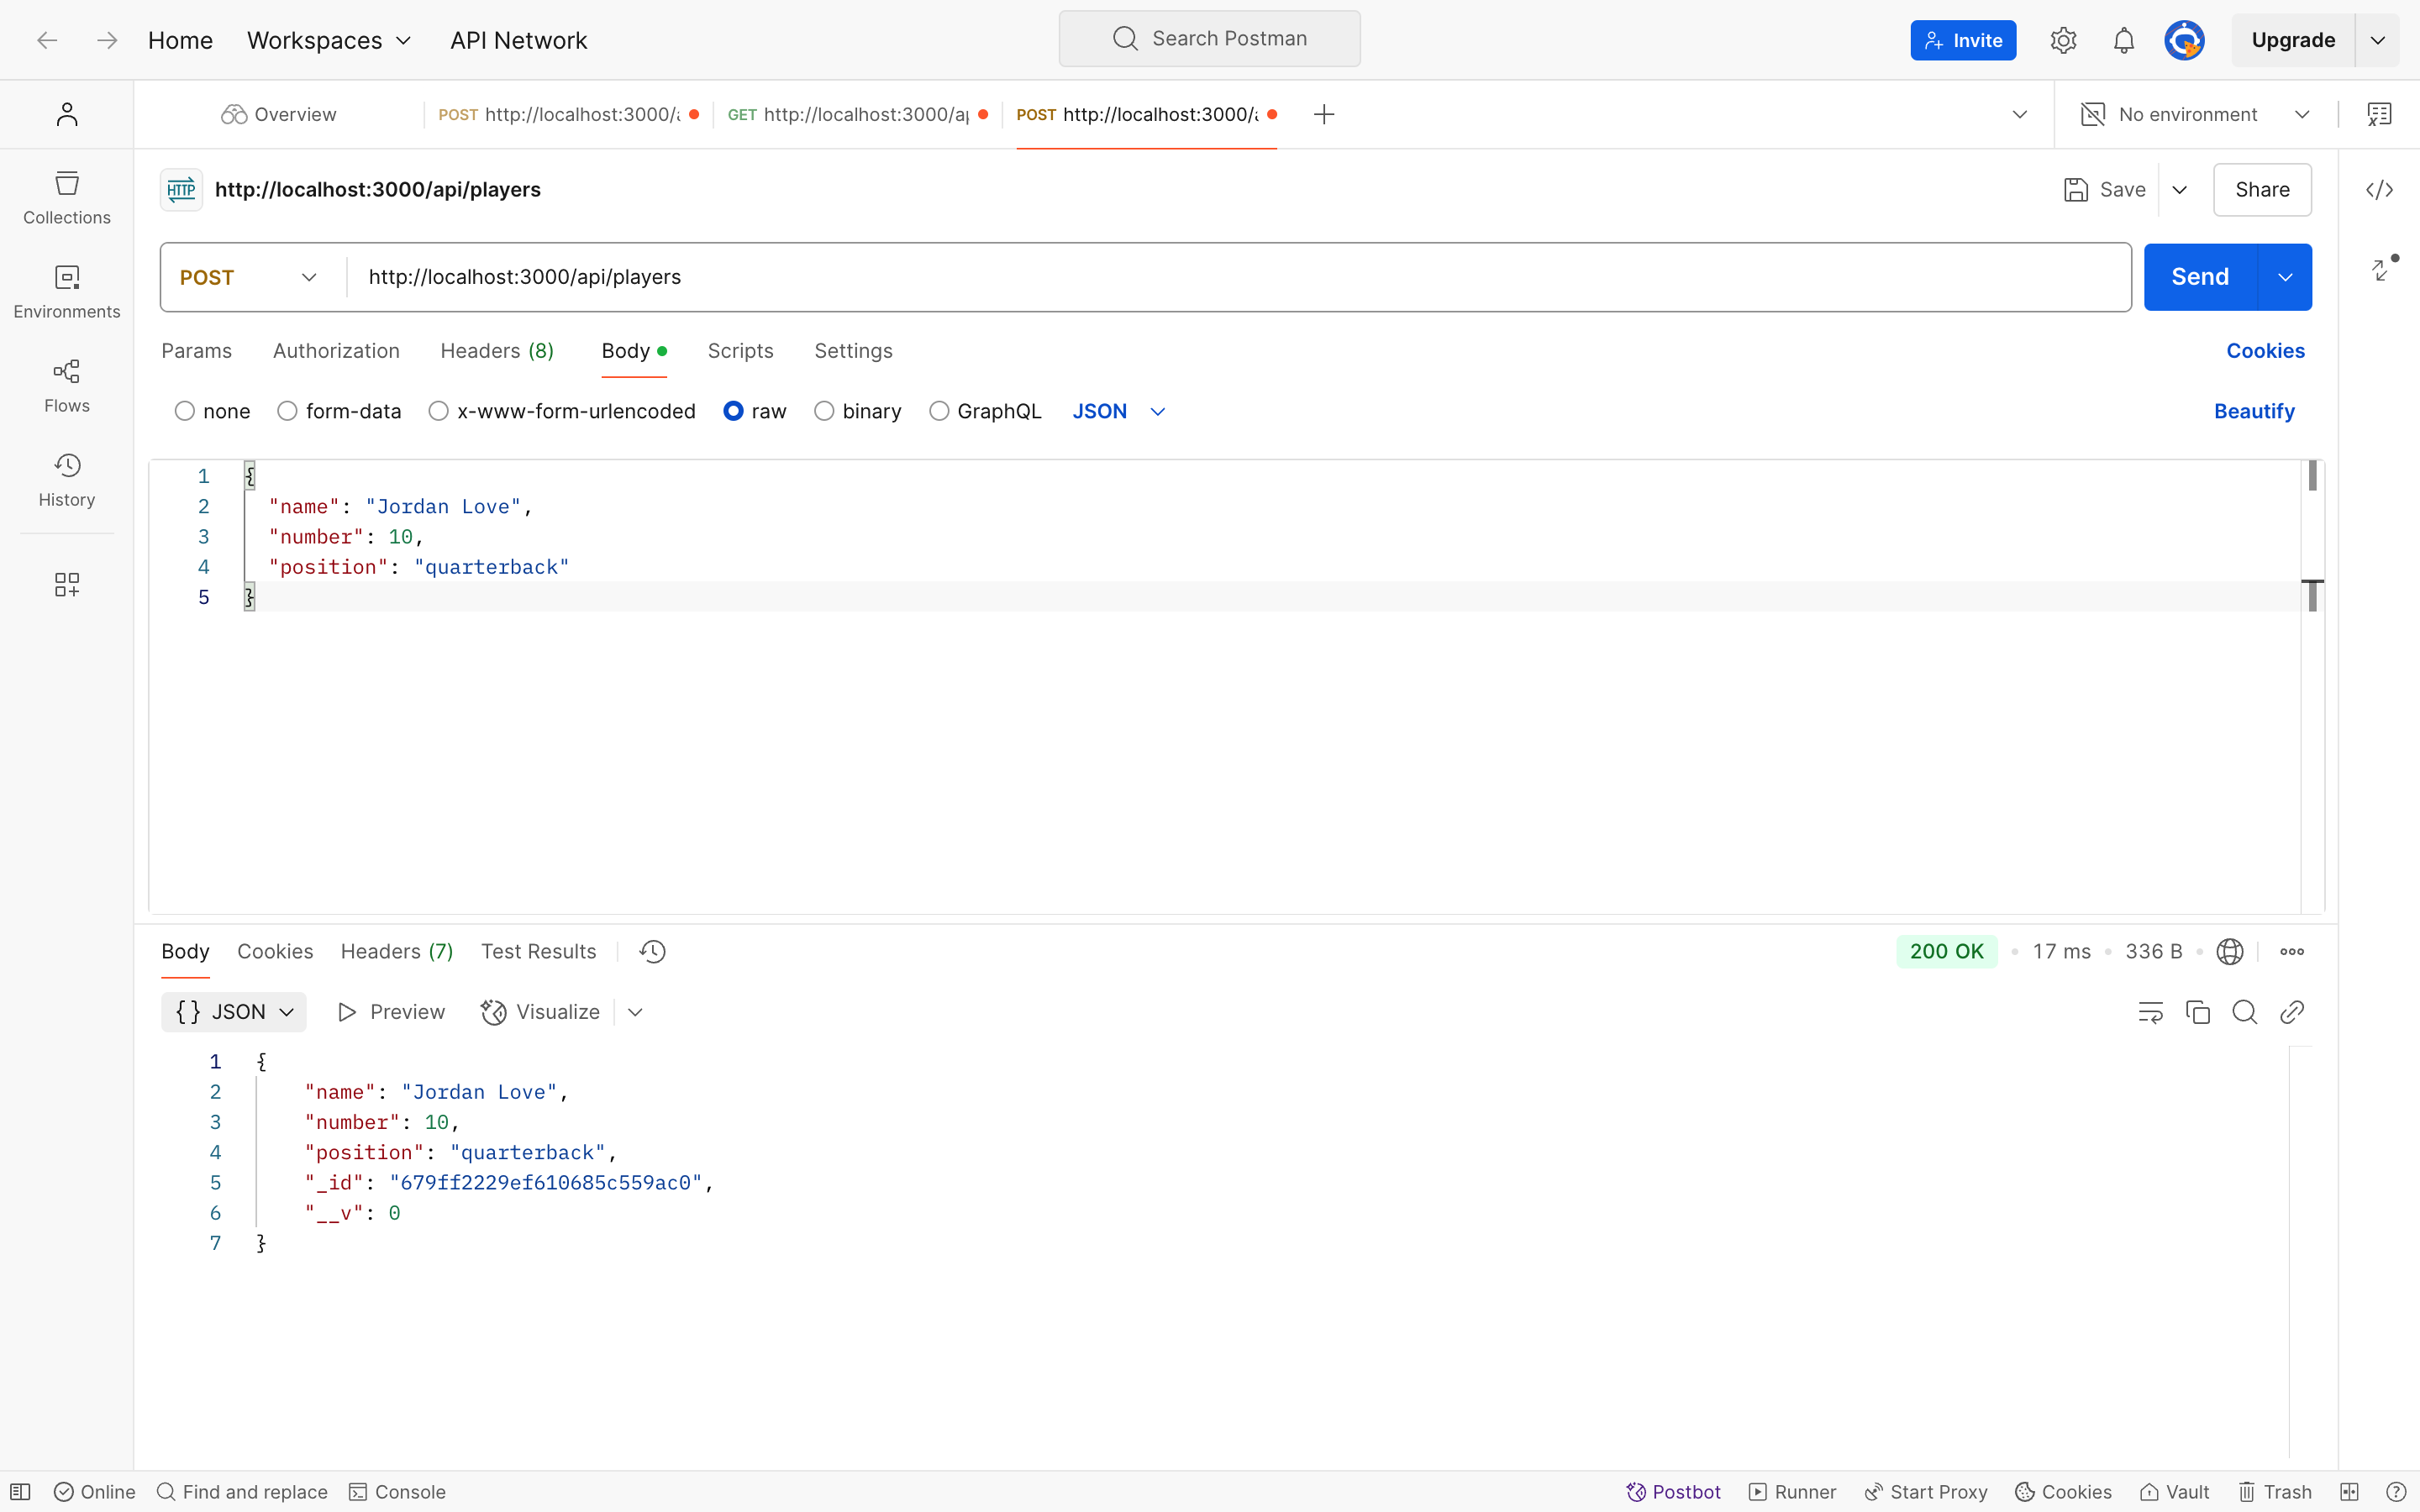 Home Workspaces API Network Search Postman Invite Upgrade
Overview POST http://localhost:3000/a GET http://localhost:3000/ap POST http://localhost:3000/a No environment
HTTP http://localhost:3000/api/players Save Share
Collections
POST http://localhost:3000/api/players Send
Environments
Params Authorization Headers (8) Body Scripts Settings Cookies
Flows
none form-data x-www-form-urlencoded raw binary GraphQL JSON Beautify
History
1 {
2 "name": "Jordan Love",
3 "number": 10,
4 "position": "quarterback"
5 }
Body Cookies Headers (7) Test Results 200 OK • 17 ms • 336 B •
{} JSON Preview Visualize
1 {
2 "name": "Jordan Love",
3 "number": 10,
4 "position": "quarterback",
5 "_id": "679ff2229ef610685c559ac0",
6 "__v": 0
7 }
Online Find and replace Console Postbot Runner Start Proxy Cookies Vault Trash